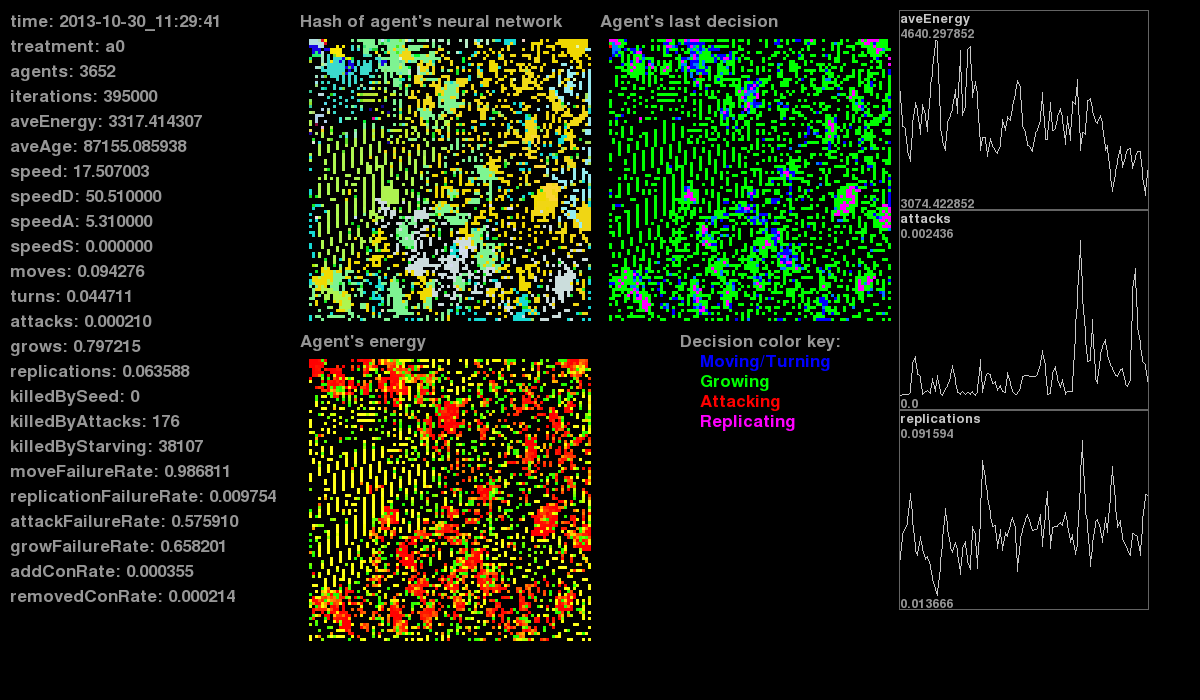 time: 2013-10-30_11:29:41
treatment: a0
agents: 3652
iterations: 395000
aveEnergy: 3317.414307
aveAge: 87155.085938
speed: 17.507003
speedD: 50.510000
speedA: 5.310000
speedS: 0.000000
moves: 0.094276
turns: 0.044711
attacks: 0.000210
grows: 0.797215
replications: 0.063588
killedBySeed: 0
killedByAttacks: 176
killedByStarving: 38107
moveFailureRate: 0.986811
replicationFailureRate: 0.009754
attackFailureRate: 0.575910
growFailureRate: 0.658201
addConRate: 0.000355
removedConRate: 0.000214
Hash of agent's neural network
Agent's last decision
Agent's energy
Decision color key:
Moving/Turning
Growing
Attacking
Replicating
aveEnergy
4640.297852
3074.422852
attacks
0.002436
0.0
replications
0.091594
0.013666